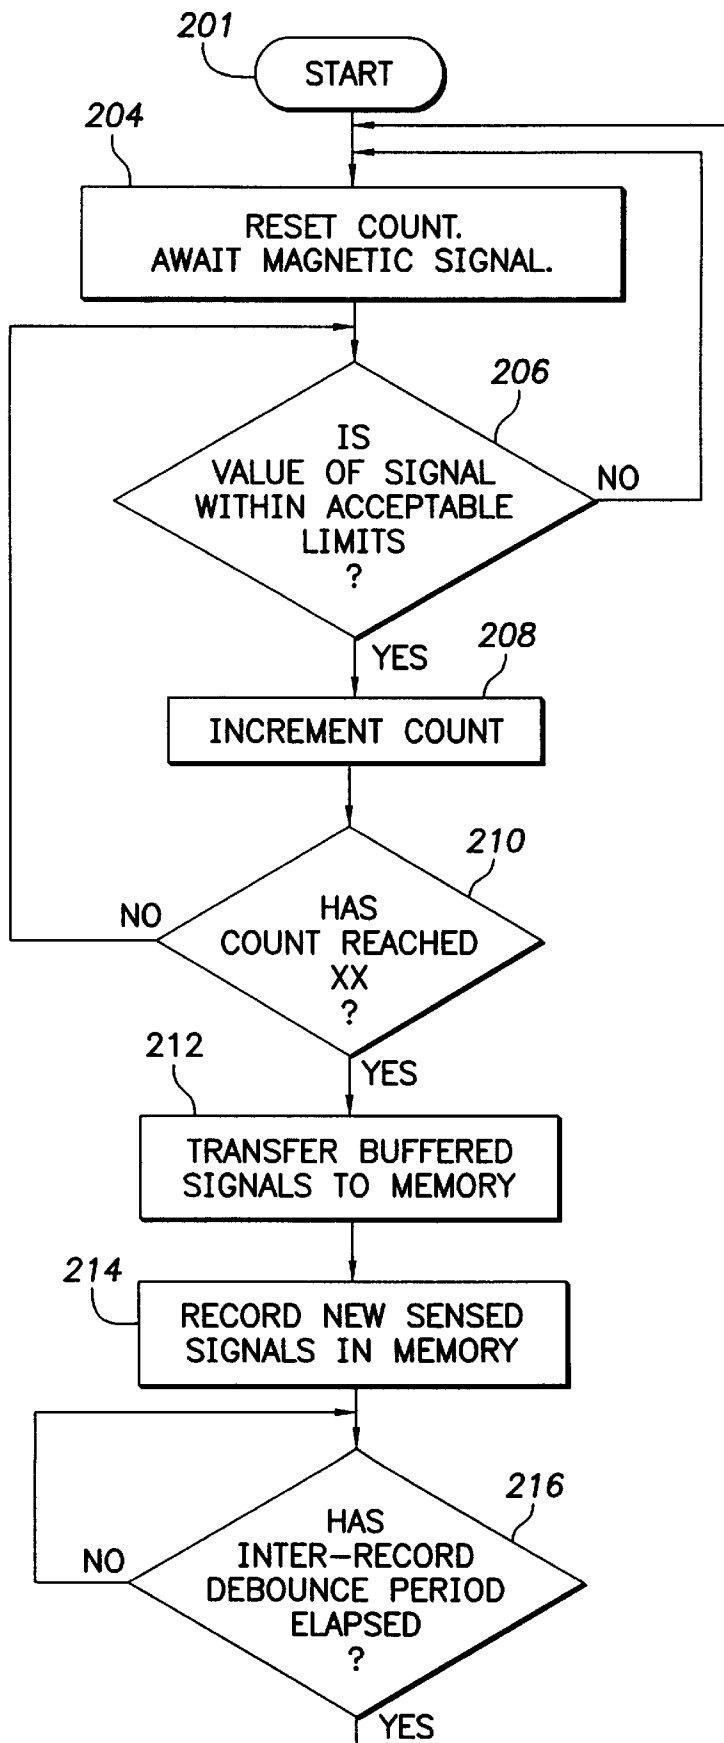 201
START
204
RESET COUNT.
AWAIT MAGNETIC SIGNAL.
206
IS
VALUE OF SIGNAL
WITHIN ACCEPTABLE
LIMITS
?
NO
YES
208
INCREMENT COUNT
210
HAS
COUNT REACHED
XX
?
NO
YES
212
TRANSFER BUFFERED
SIGNALS TO MEMORY
214
RECORD NEW SENSED
SIGNALS IN MEMORY
216
HAS
INTER-RECORD
DEBOUNCE PERIOD
ELAPSED
?
NO
YES